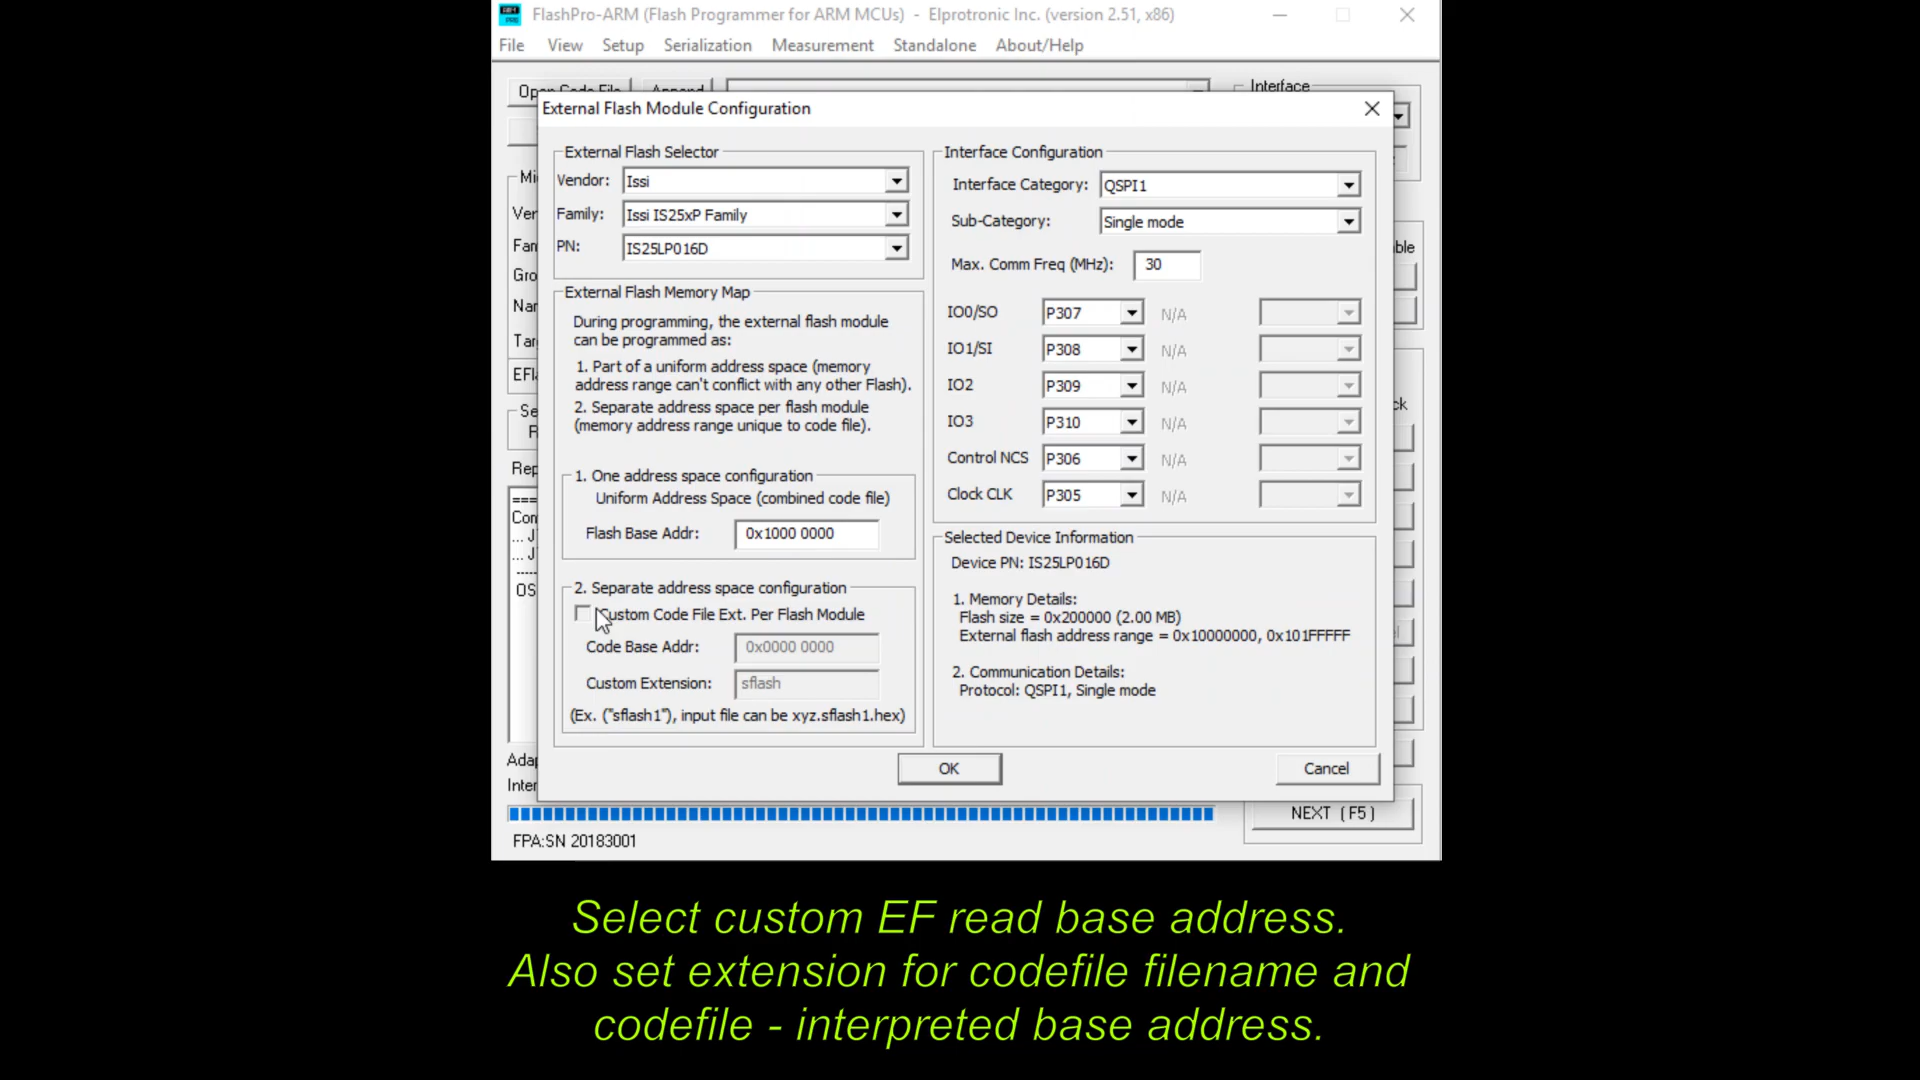 FlashPro-ARM (Flash Programmer for ARM MCUs) - Elprotronic Inc. (version 2.51, x86)
File View Setup Serialization Measurement Standalone About/Help
Open Code File Append
Interface
External Flash Module Configuration
External Flash Selector
Vendor: Issi
Family: Issi IS25xP Family
PN: IS25LP016D
External Flash Memory Map
During programming, the external flash module
can be programmed as:
1. Part of a uniform address space (memory
address range can't conflict with any other Flash).
2. Separate address space per flash module
(memory address range unique to code file).
1. One address space configuration
Uniform Address Space (combined code file)
Flash Base Addr: 0x1000 0000
2. Separate address space configuration
Custom Code File Ext. Per Flash Module
Code Base Addr: 0x0000 0000
Custom Extension: sflash
(Ex. ("sflash1"), input file can be xyz.sflash1.hex)
Interface Configuration
Interface Category: QSPI1
Sub-Category: Single mode
Max. Comm Freq (MHz): 30
IO0/SO P307 N/A
IO1/SI P308 N/A
IO2 P309 N/A
IO3 P310 N/A
Control NCS P306 N/A
Clock CLK P305 N/A
Selected Device Information
Device PN: IS25LP016D
1. Memory Details:
Flash size = 0x200000 (2.00 MB)
External flash address range = 0x10000000, 0x101FFFFF
2. Communication Details:
Protocol: QSPI1, Single mode
OK Cancel
NEXT (F5)
FPA:SN 20183001
Select custom EF read base address.
Also set extension for codefile filename and
codefile - interpreted base address.